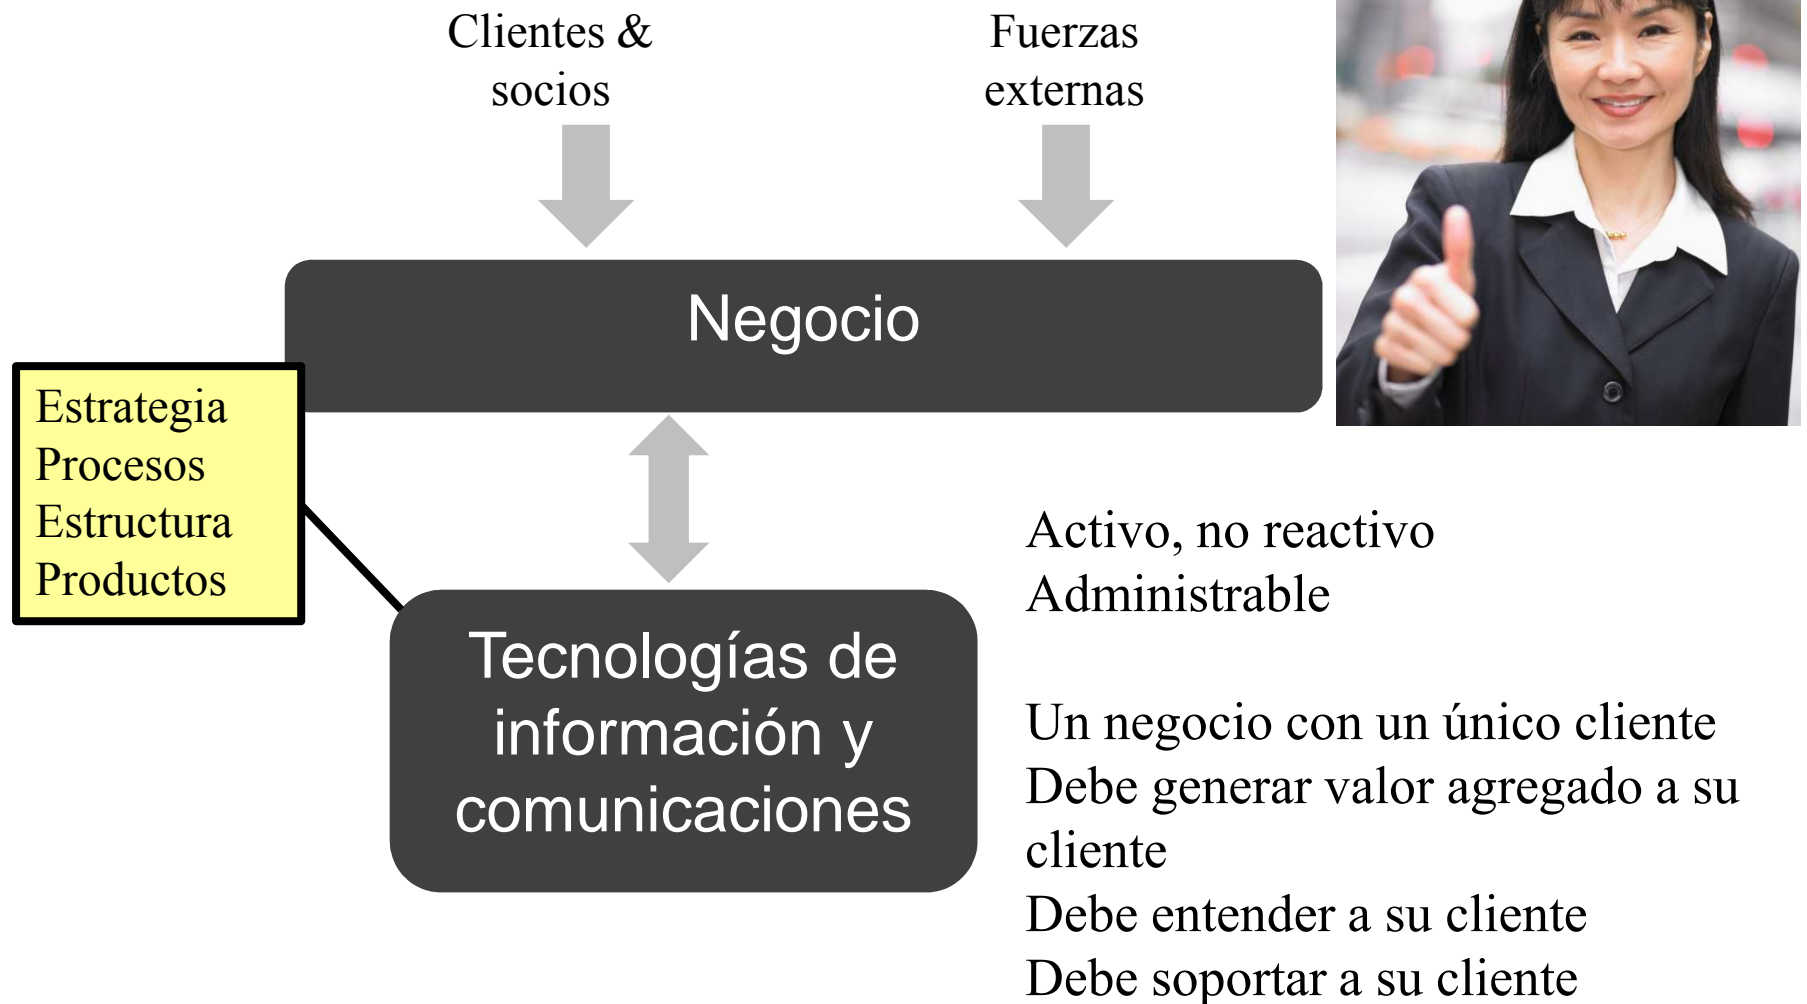 Clientes &
socios
Fuerzas
externas
Negocio
Estrategia
Procesos
Estructura
Productos
Tecnologías de
información y
comunicaciones
Activo, no reactivo
Administrable
Un negocio con un único cliente
Debe generar valor agregado a su
cliente
Debe entender a su cliente
Debe soportar a su cliente